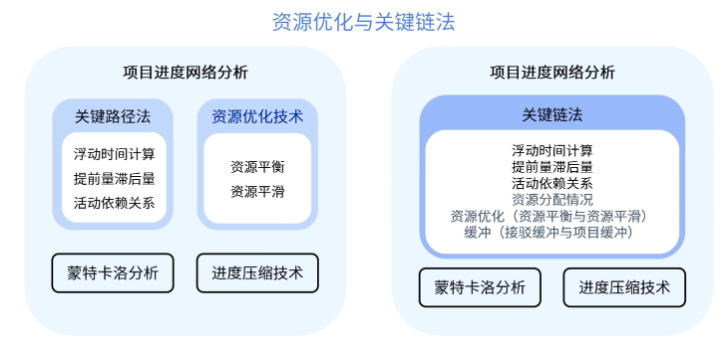 资源优化与关键链法
项目进度网络分析
关键路径法
浮动时间计算
提前量滞后量
活动依赖关系
资源优化技术
资源平衡
资源平滑
蒙特卡洛分析
进度压缩技术
项目进度网络分析
关键链法
浮动时间计算
提前量滞后量
活动依赖关系
资源分配情况
资源优化（资源平衡与资源平滑）
缓冲（接驳缓冲与项目缓冲）
蒙特卡洛分析
进度压缩技术